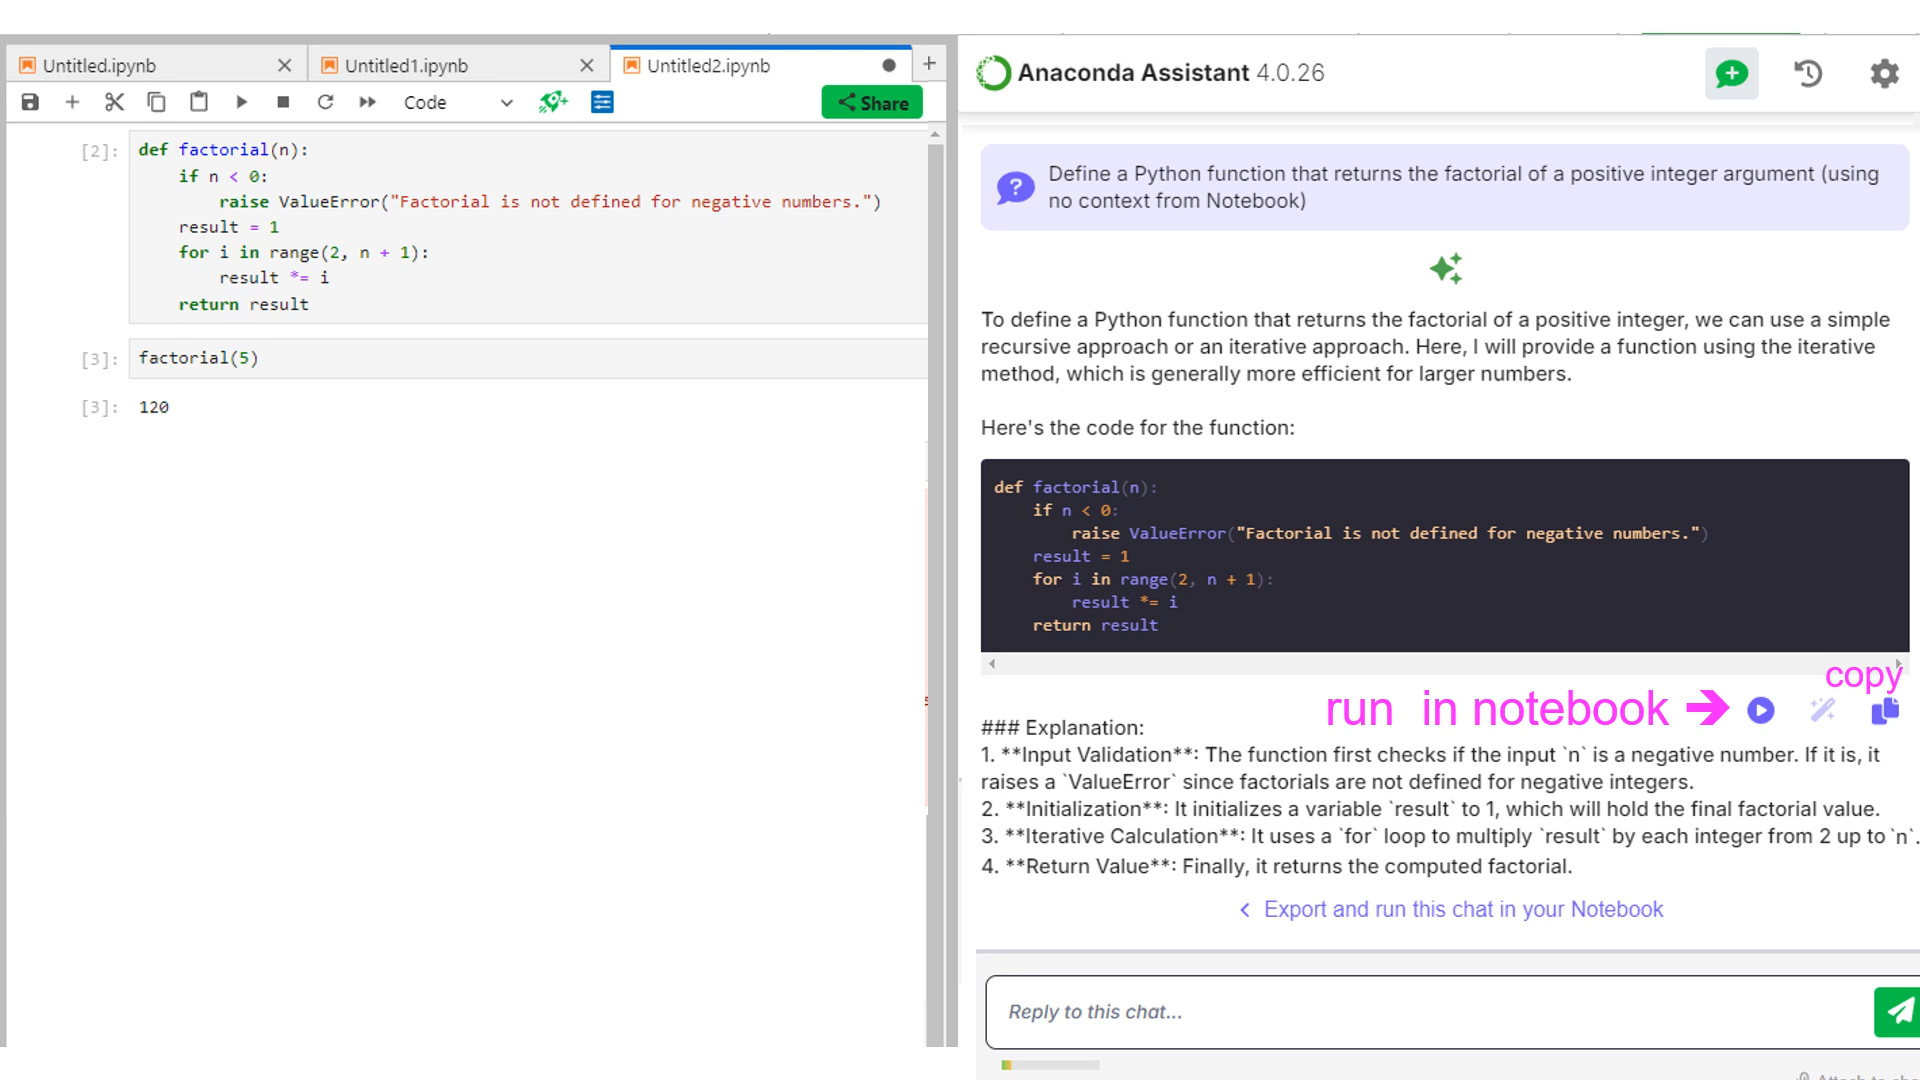 Untitled.ipynb
Untitled1.ipynb
Untitled2.ipynb
Code
Share
[2]: def factorial(n):
    if n < 0:
        raise ValueError("Factorial is not defined for negative numbers.")
    result = 1
    for i in range(2, n + 1):
        result *= i
    return result
[3]: factorial(5)
[3]: 120
Anaconda Assistant 4.0.26
Define a Python function that returns the factorial of a positive integer argument (using
no context from Notebook)
To define a Python function that returns the factorial of a positive integer, we can use a simple
recursive approach or an iterative approach. Here, I will provide a function using the iterative
method, which is generally more efficient for larger numbers.
Here's the code for the function:
def factorial(n):
    if n < 0:
        raise ValueError("Factorial is not defined for negative numbers.")
    result = 1
    for i in range(2, n + 1):
        result *= i
    return result
copy
run in notebook ➔
### Explanation:
1. **Input Validation**: The function first checks if the input `n` is a negative number. If it is, it
raises a `ValueError` since factorials are not defined for negative integers.
2. **Initialization**: It initializes a variable `result` to 1, which will hold the final factorial value.
3. **Iterative Calculation**: It uses a `for` loop to multiply `result` by each integer from 2 up to `n`.
4. **Return Value**: Finally, it returns the computed factorial.
Export and run this chat in your Notebook
Reply to this chat...